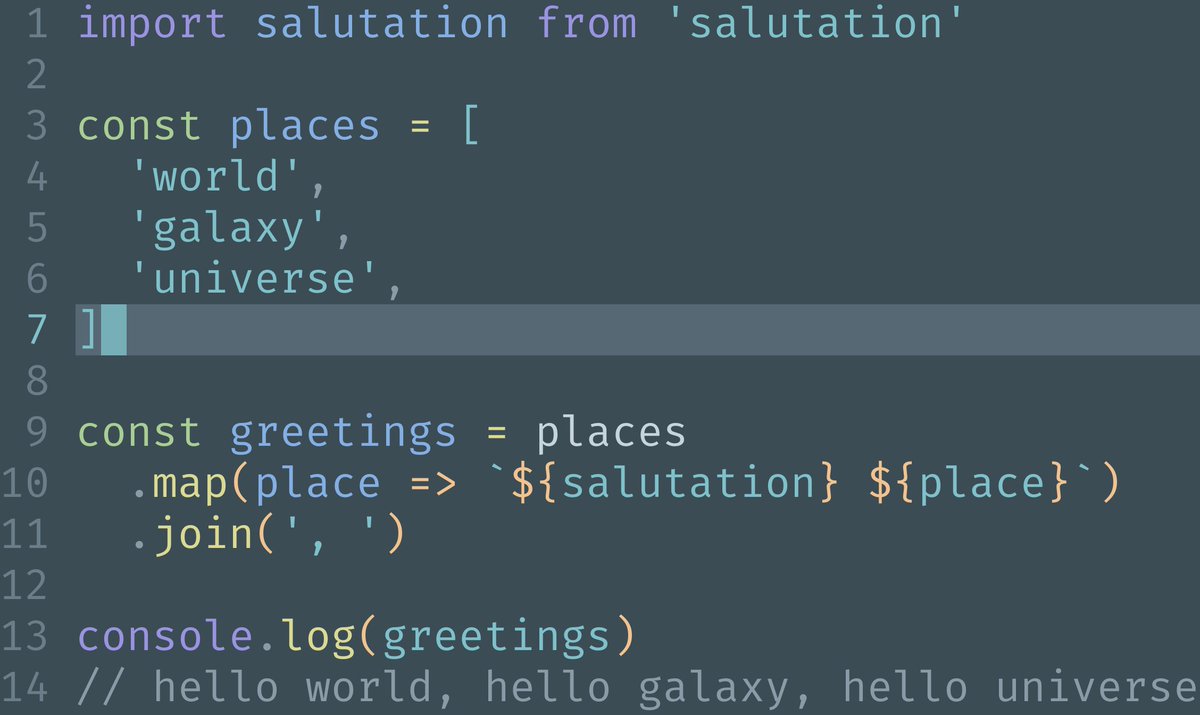 1 import salutation from 'salutation'
2
3 const places = [
4   'world',
5   'galaxy',
6   'universe',
7 ]
8
9 const greetings = places
10   .map(place => `${salutation} ${place}`)
11   .join(', ')
12
13 console.log(greetings)
14 // hello world, hello galaxy, hello universe